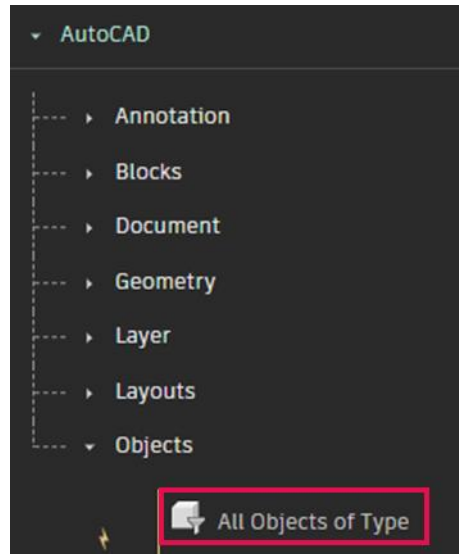 AutoCAD
Annotation
Blocks
Document
Geometry
Layer
Layouts
Objects
All Objects of Type